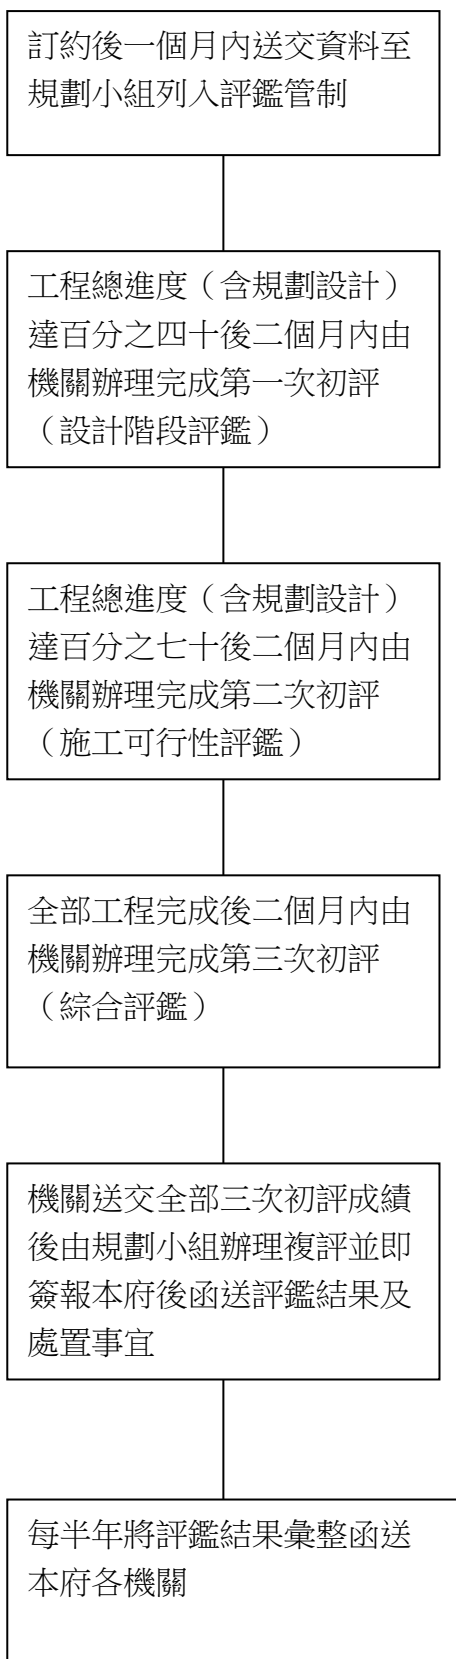 訂約後一個月內送交資料至
規劃小組列入評鑑管制
工程總進度（含規劃設計）
達百分之四十後二個月內由
機關辦理完成第一次初評
（設計階段評鑑）
工程總進度（含規劃設計）
達百分之七十後二個月內由
機關辦理完成第二次初評
（施工可行性評鑑）
全部工程完成後二個月內由
機關辦理完成第三次初評
（綜合評鑑）
機關送交全部三次初評成績
後由規劃小組辦理複評並即
簽報本府後函送評鑑結果及
處置事宜
每半年將評鑑結果彙整函送
本府各機關